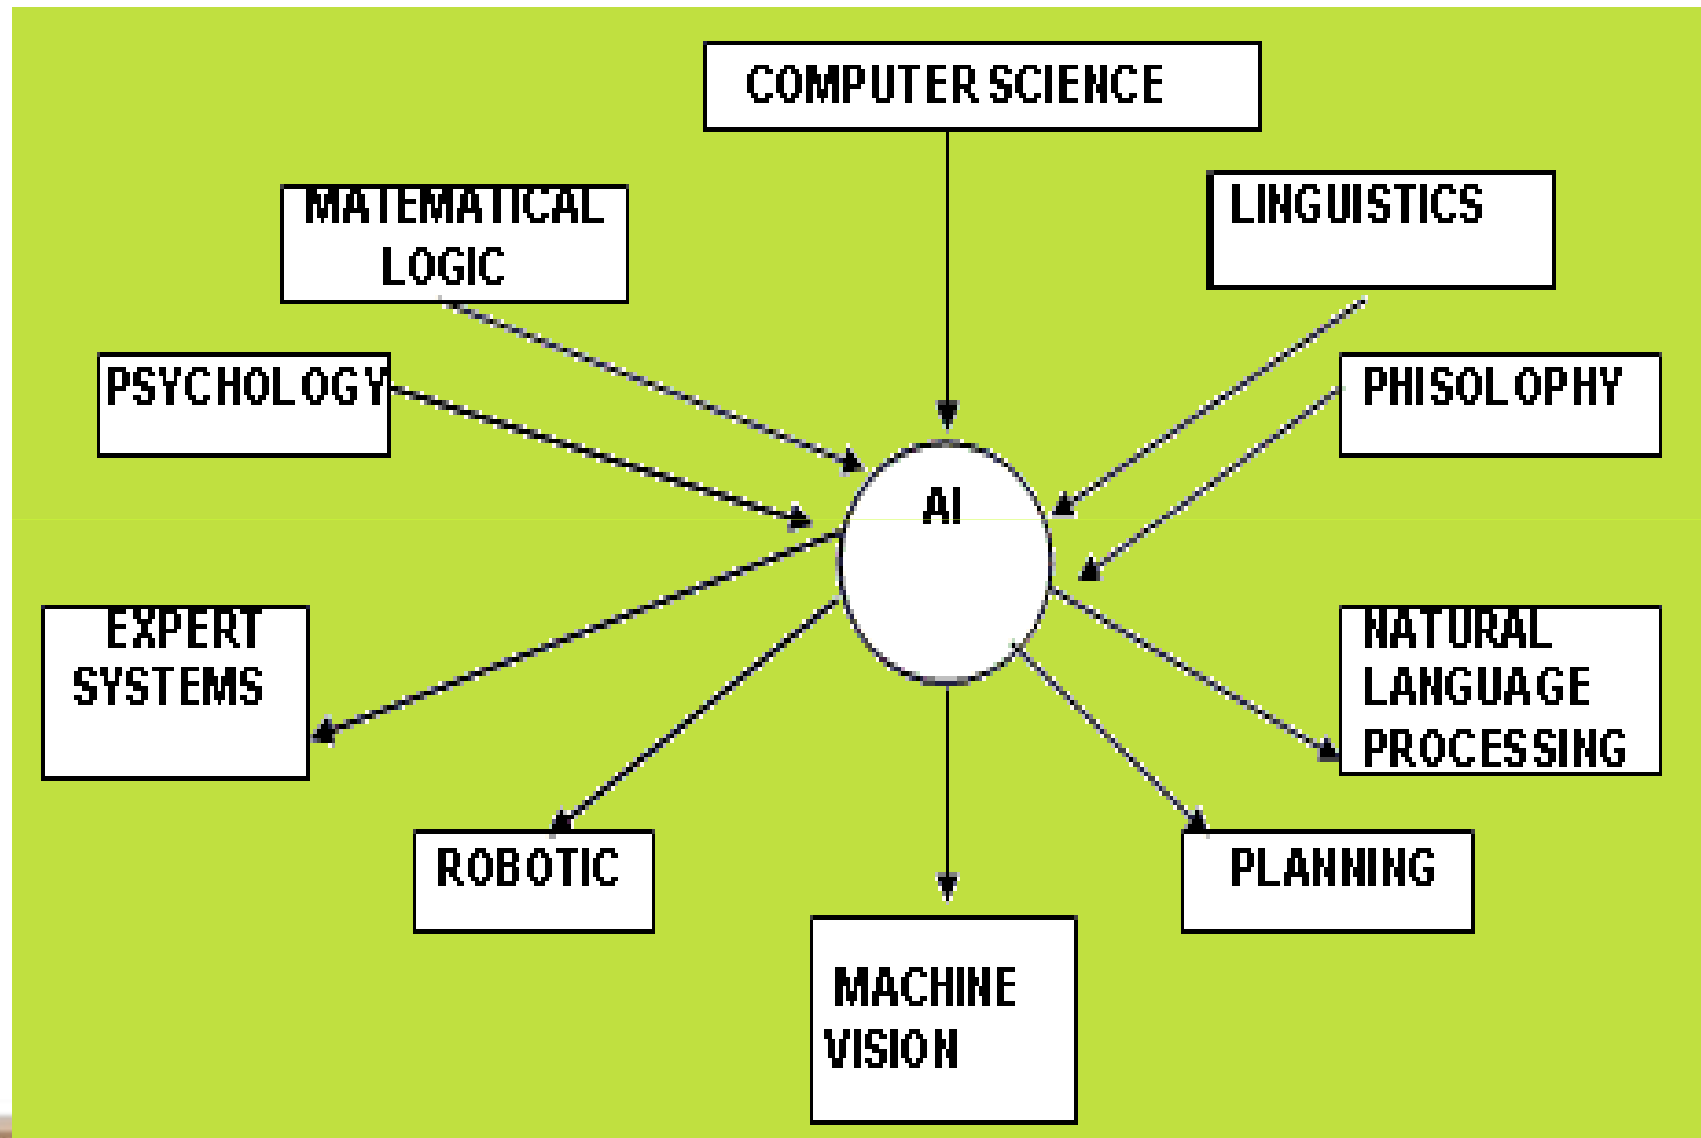 COMPUTER SCIENCE
MATEMATICAL
LOGIC
LINGUISTICS
PSYCHOLOGY
PHISOLOPHY
AI
EXPERT
SYSTEMS
NATURAL
LANGUAGE
PROCESSING
ROBOTIC
PLANNING
MACHINE
VISION